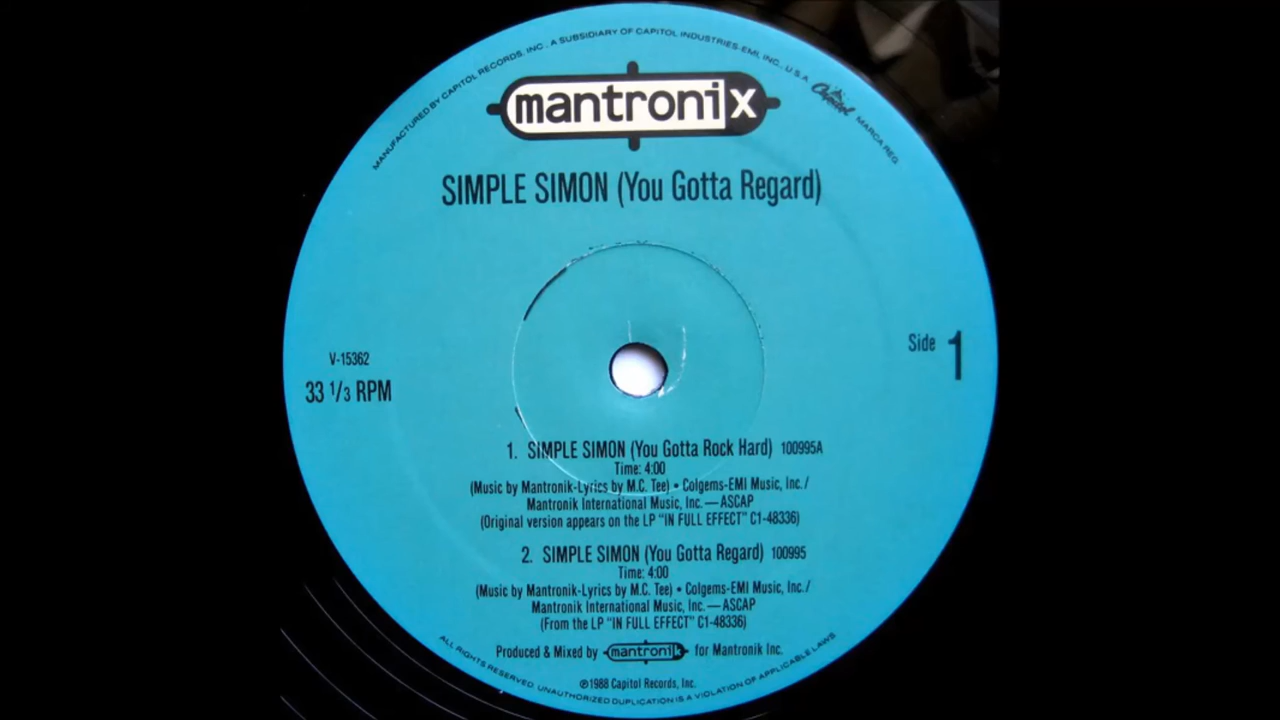 MANUFACTURED BY CAPITOL RECORDS, INC., A SUBSIDIARY OF CAPITOL INDUSTRIES-EMI, INC., U.S.A. Capitol MARCA REG.
mantronix
SIMPLE SIMON (You Gotta Regard)
Side 1
V-15362
33 1/3 RPM
1. SIMPLE SIMON (You Gotta Rock Hard) 100995A
Time: 4:00
(Music by Mantronik-Lyrics by M.C. Tee) • Colgems-EMI Music, Inc./
Mantronik International Music, Inc.—ASCAP
(Original version appears on the LP "IN FULL EFFECT" C1-48336)
2. SIMPLE SIMON (You Gotta Regard) 100995
Time: 4:00
(Music by Mantronik-Lyrics by M.C. Tee) • Colgems-EMI Music, Inc./
Mantronik International Music, Inc.—ASCAP
(From the LP "IN FULL EFFECT" C1-48336)
Produced & Mixed by mantronik for Mantronik Inc.
℗1988 Capitol Records, Inc.
ALL RIGHTS RESERVED. UNAUTHORIZED DUPLICATION IS A VIOLATION OF APPLICABLE LAWS